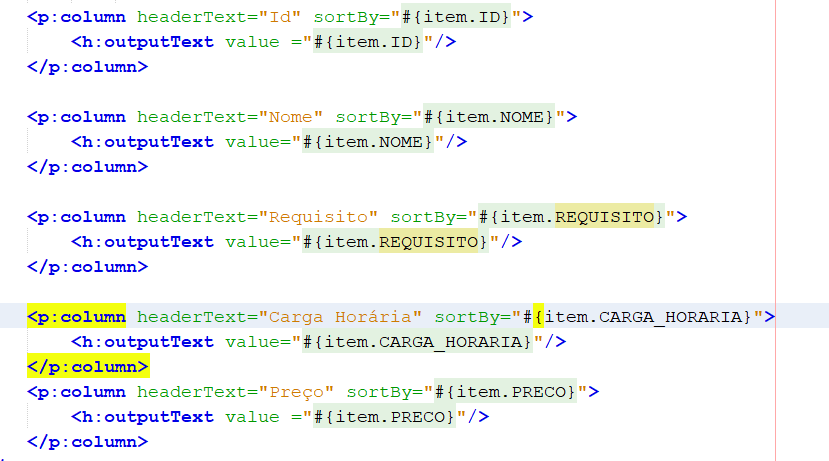 <p:column headerText="Id" sortBy="#{item.ID}">
<h:outputText value ="#{item.ID}"/>
</p:column>
<p:column headerText="Nome" sortBy="#{item.NOME}">
<h:outputText value="#{item.NOME}"/>
</p:column>
<p:column headerText="Requisito" sortBy="#{item.REQUISITO}">
<h:outputText value="#{item.REQUISITO}"/>
</p:column>
<p:column headerText="Carga Horária" sortBy="#{item.CARGA_HORARIA}">
<h:outputText value="#{item.CARGA_HORARIA}"/>
</p:column>
<p:column headerText="Preço" sortBy="#{item.PRECO}">
<h:outputText value ="#{item.PRECO}"/>
</p:column>